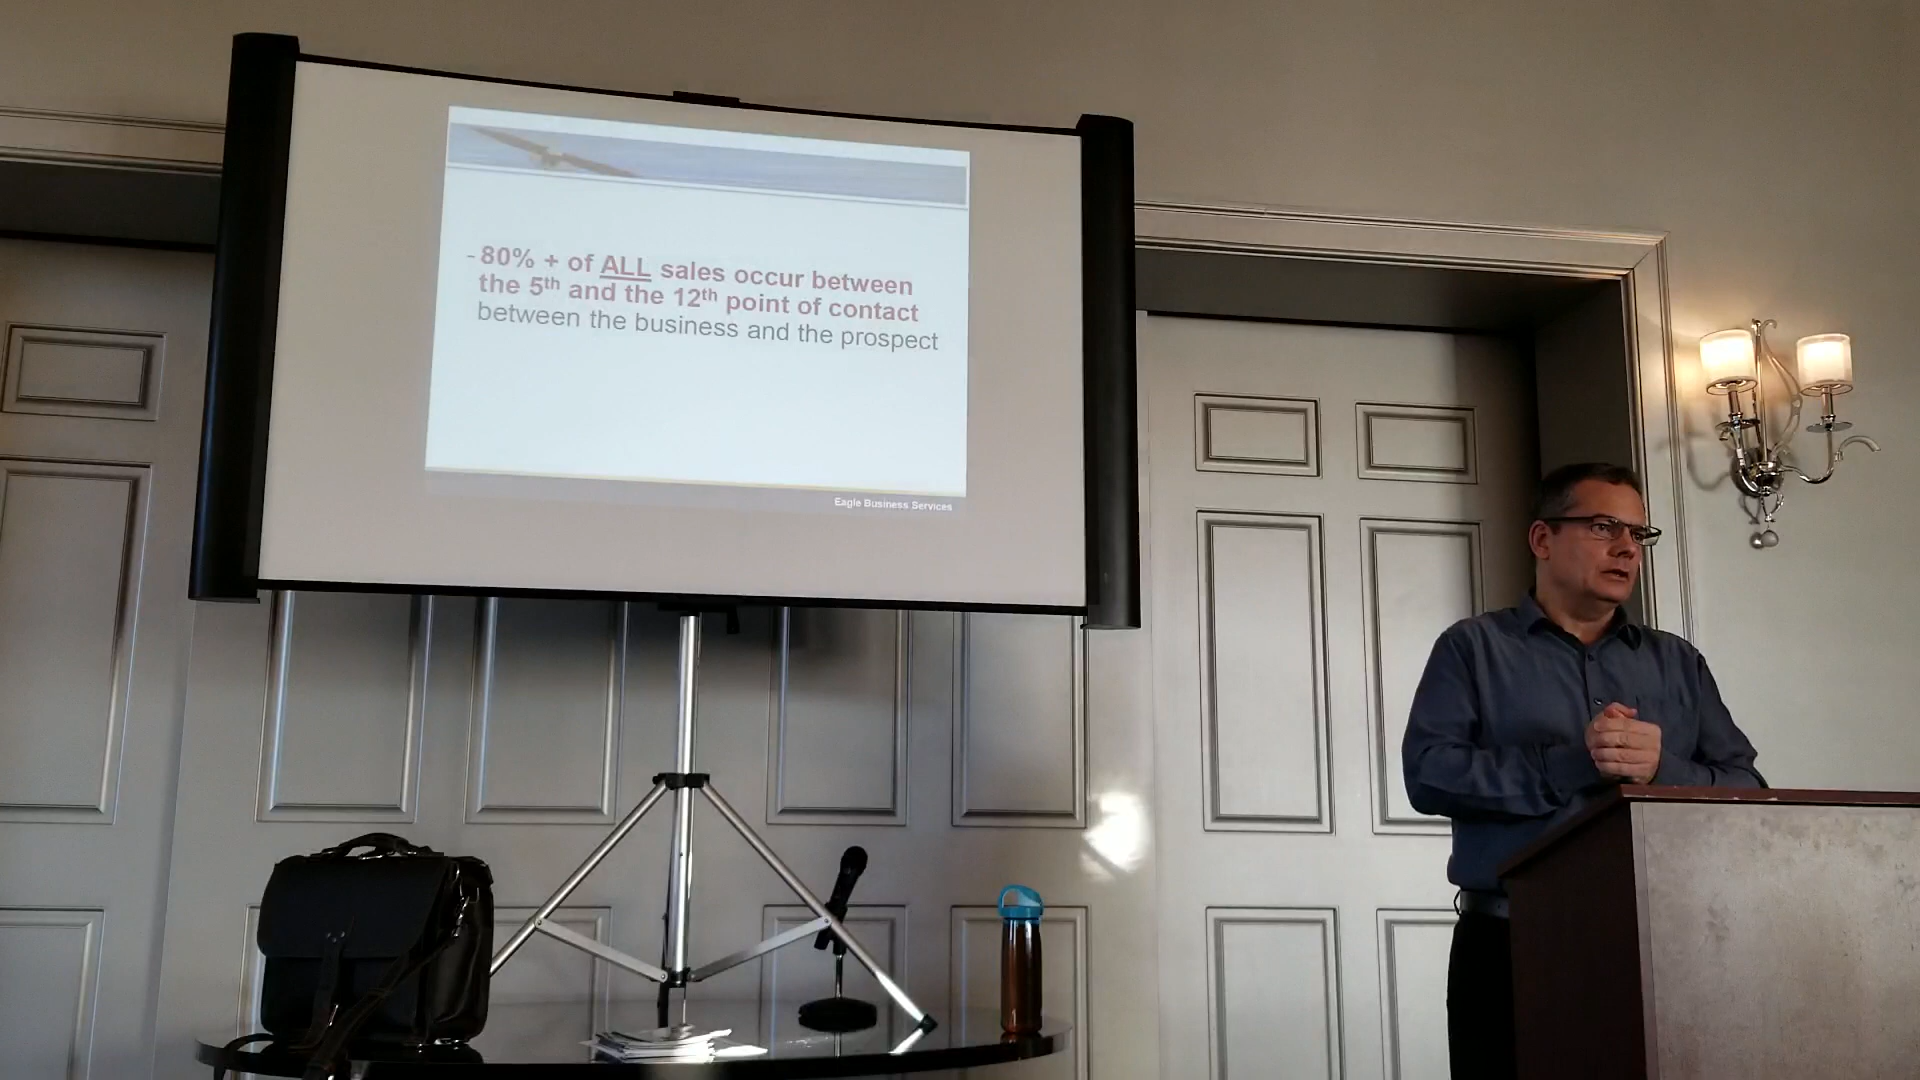 - 80% + of ALL sales occur between
the 5th and the 12th point of contact
between the business and the prospect
Eagle Business Services